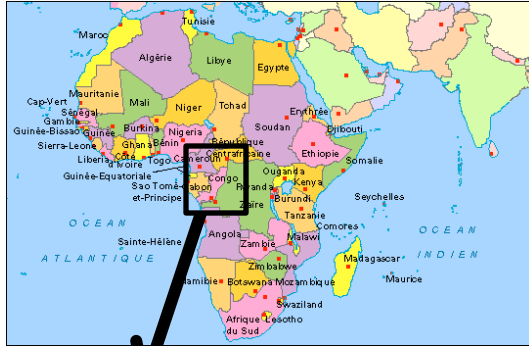 Tunisie
Maroc
Algérie
Libye
Egypte
Mauritanie
Cap-Vert
Mali
Niger
Tchad
Erythrée
Sénégal
Gambie
Guinée-Bissau
Guinée
Burkina
Soudan
Djibouti
Sierra-Leone
Ghana
Bénin
Nigeria
République
Centrafricaine
Ethiopie
Liberia
Côte
d'Ivoire
Togo
Cameroun
Somalie
Guinée-Equatoriale
Ouganda
Congo
Kenya
Sao Tomé-
et-Principe
Gabon
Rwanda
Burundi
Seychelles
Zaïre
Tanzanie
OCEAN
ATLANTIQUE
Sainte-Hélène
Angola
Comores
Malawi
OCEAN
INDIEN
Zambie
Madagascar
Zimbabwe
Maurice
Namibie
Botswana
Mozambique
Swaziland
Afrique
du Sud
Lesotho